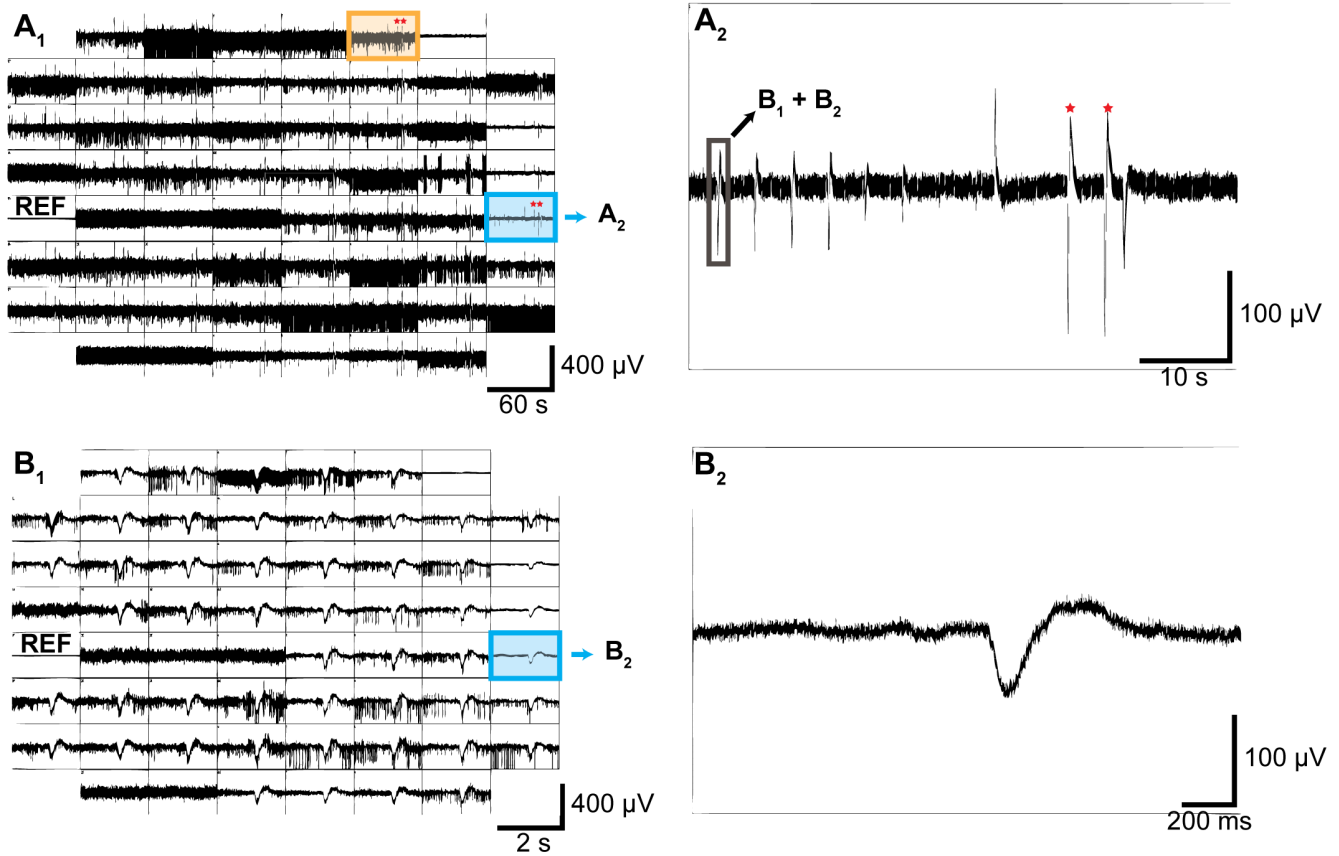 A1
★★
REF
★★
A2
400 µV
60 s
A2
B1 + B2
★ ★
100 µV
10 s
B1
REF
B2
400 µV
2 s
B2
100 µV
200 ms